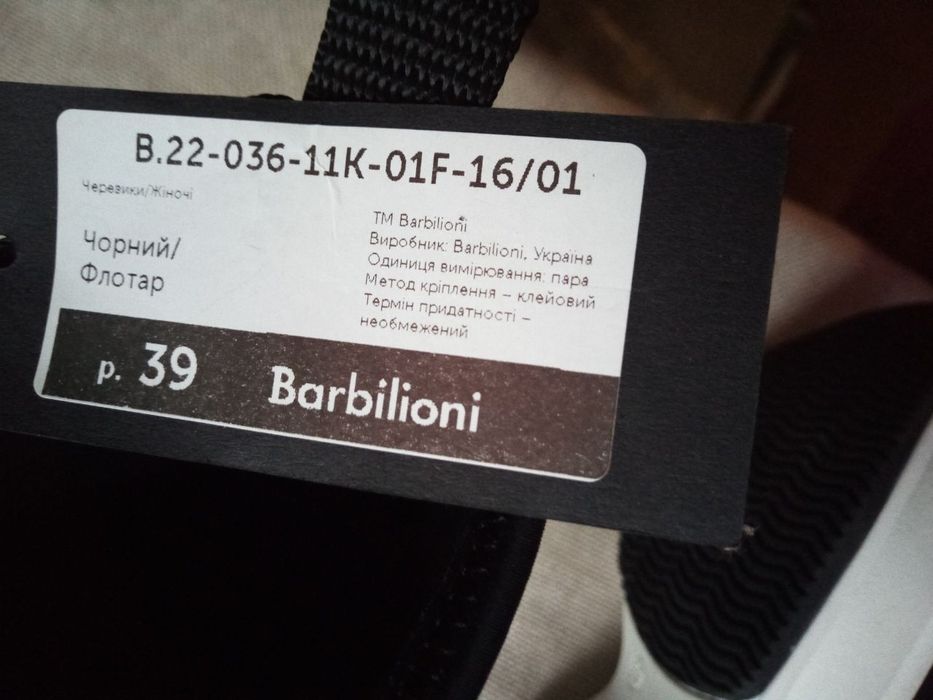 B.22-036-11K-01F-16/01
Черевики/Жіночі
Чорний/
Флотар
TM Barbilioni
Виробник: Barbilioni, Україна
Одиниця вимірювання: пара
Метод кріплення – клейовий
Термін придатності –
необмежений
р. 39 Barbilioni